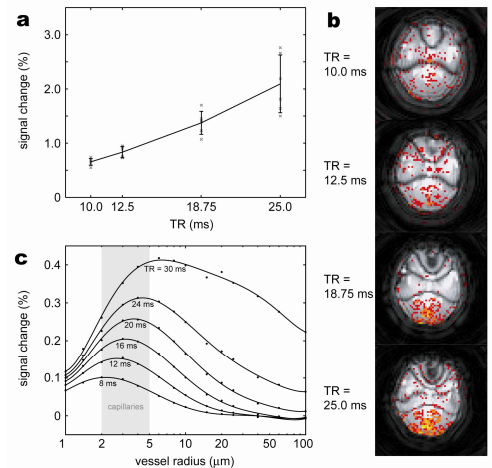 a
signal change (%)
3.0
2.0
1.0
0
10.0 12.5 18.75 25.0
TR (ms)
b
TR =
10.0 ms
TR =
12.5 ms
TR =
18.75 ms
TR =
25.0 ms
c
signal change (%)
0.4
0.3
0.2
0.1
0
TR = 30 ms
24 ms
20 ms
16 ms
12 ms
8 ms
capillaries
1 2 5 10 20 50 100
vessel radius (μm)